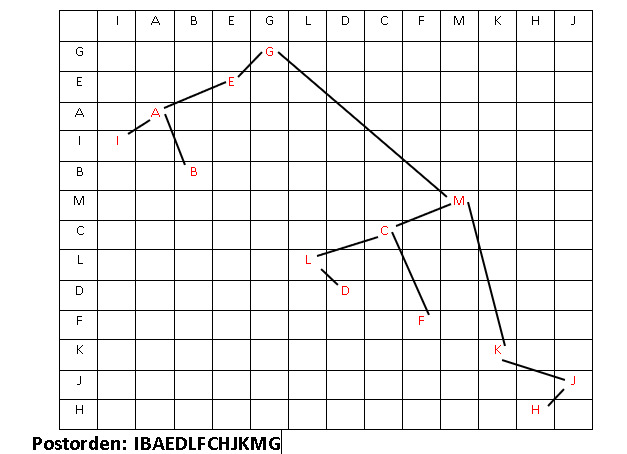 I A B E G L D C F M K H J
G G
E E
A A
I I
B B
M M
C C
L L
D D
F F
K K
J J
H H
Postorden: IBAEDLFCHJKMG